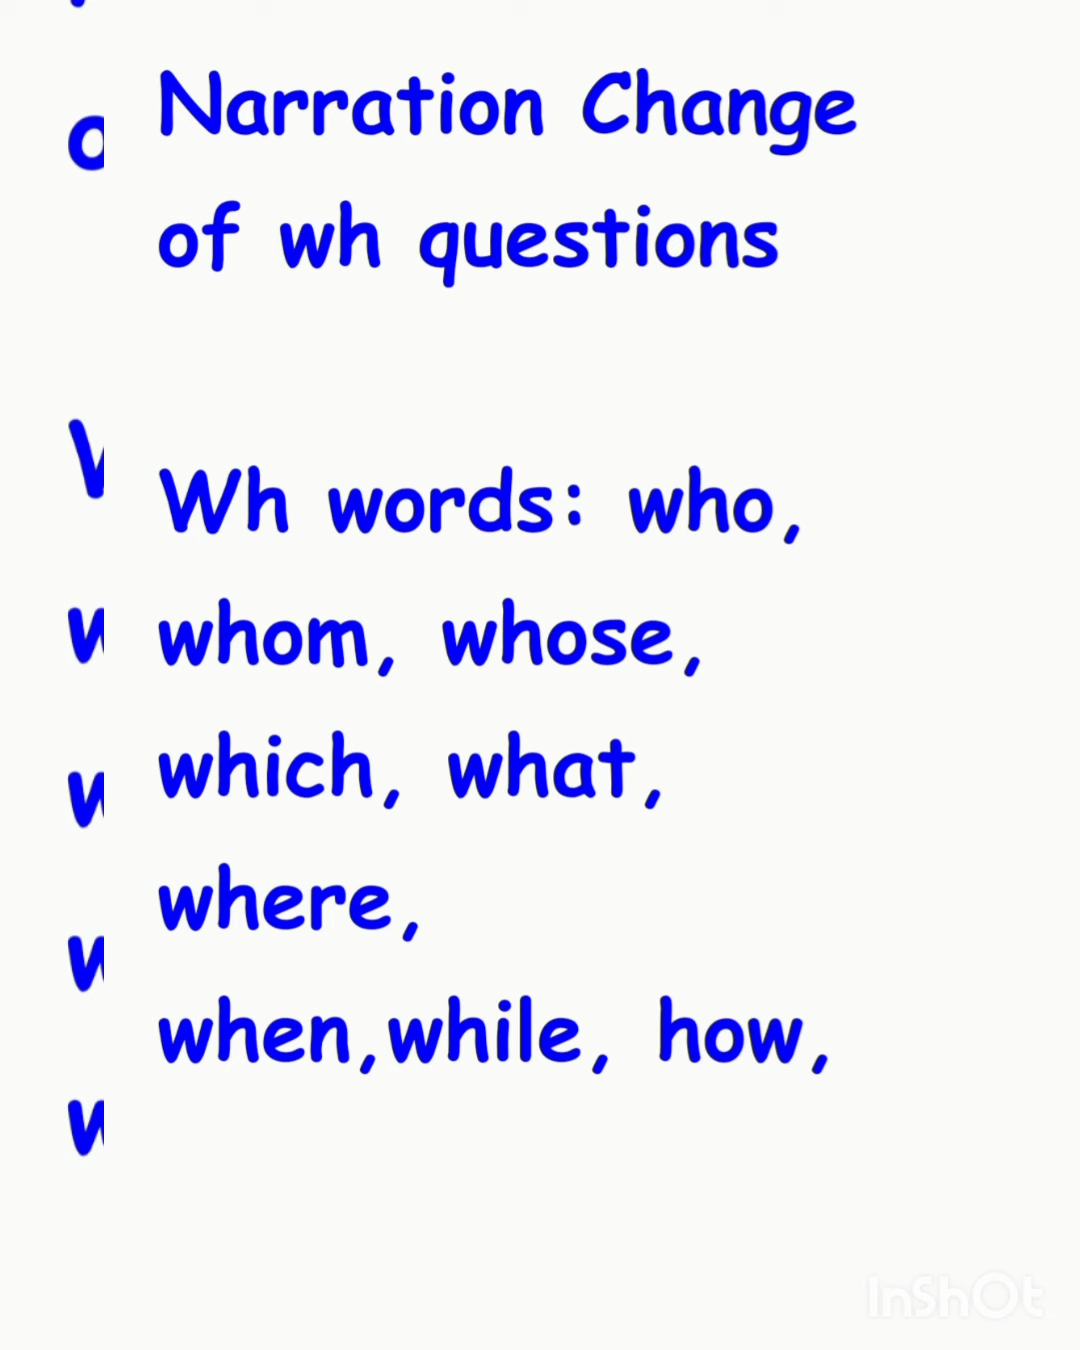 Narration Change
of wh questions
Wh words: who,
whom, whose,
which, what,
where,
when,while, how,
InShOt